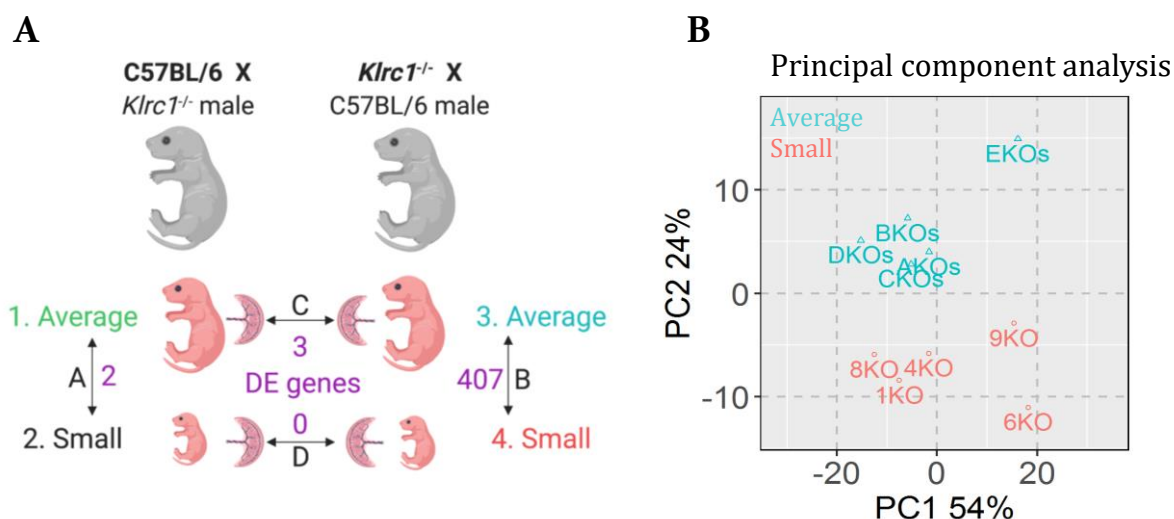 A
C57BL/6 X
Klrc1-/- male
Klrc1-/- X
C57BL/6 male
1. Average
C
3
3. Average
A
2
DE genes
407
B
2. Small
0
D
4. Small
B
Principal component analysis
Average
Small
EKOs
BKOs
DKOs
AKOs
CKOs
9KO
8KO
4KO
1KO
6KO
10
0
-10
PC2 24%
-20
0
20
PC1 54%